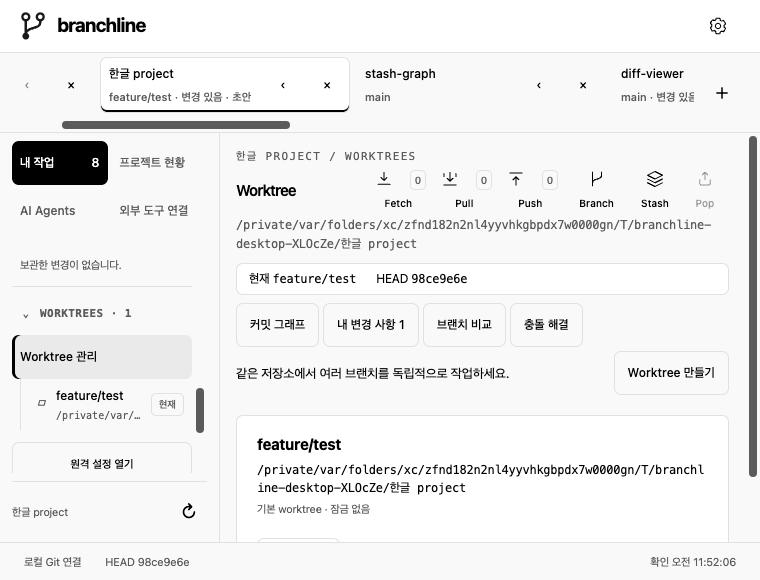 branchline
한글 project
feature/test · 변경 있음 · 초안
stash-graph
main
diff-viewer
main · 변경 있음
내 작업 8
프로젝트 현황
AI Agents
외부 도구 연결
보관한 변경이 없습니다.
WORKTREES · 1
Worktree 관리
feature/test
/private/var/…
현재
원격 설정 열기
한글 project
한글 PROJECT / WORKTREES
Worktree
0
Fetch
0
Pull
0
Push
Branch
Stash
Pop
/private/var/folders/xc/zfnd182n2nl4yyvhkgbpdx7w0000gn/T/branchline-
desktop-XLOcZe/한글 project
현재 feature/test HEAD 98ce9e6e
커밋 그래프
내 변경 사항 1
브랜치 비교
충돌 해결
같은 저장소에서 여러 브랜치를 독립적으로 작업하세요.
Worktree 만들기
feature/test
/private/var/folders/xc/zfnd182n2nl4yyvhkgbpdx7w0000gn/T/branchl
ine-desktop-XLOcZe/한글 project
기본 worktree · 잠금 없음
로컬 Git 연결
HEAD 98ce9e6e
확인 오전 11:52:06